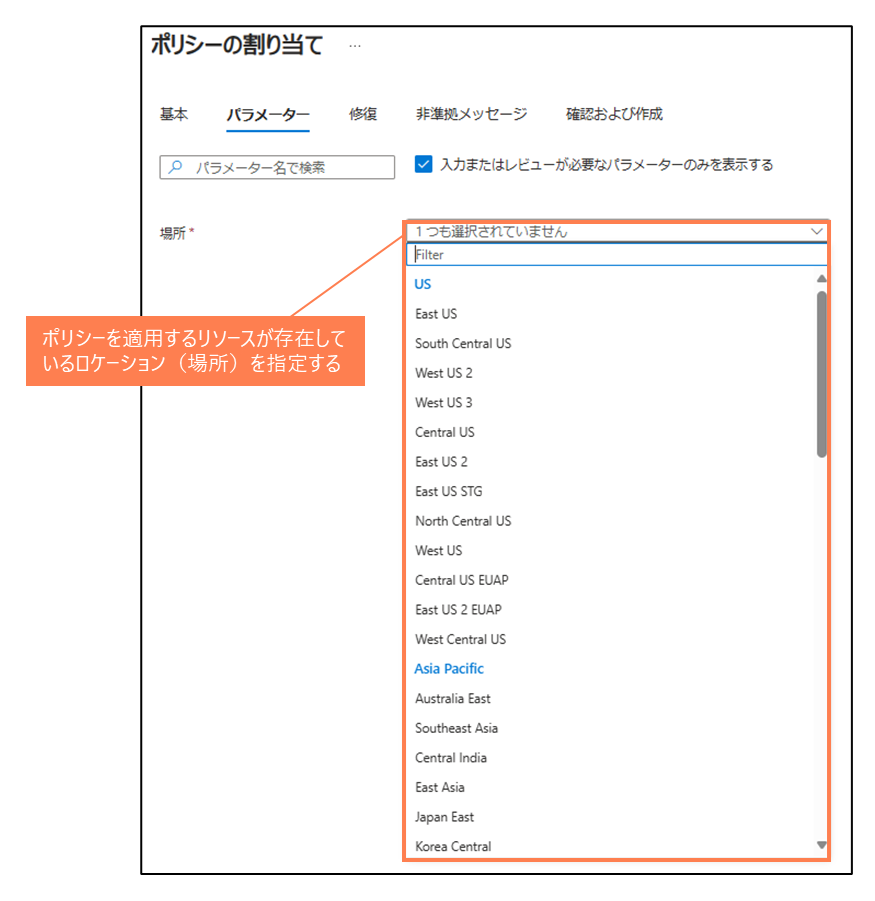 ポリシーの割り当て …
基本 パラメーター 修復 非準拠メッセージ 確認および作成
パラメーター名で検索
入力またはレビューが必要なパラメーターのみを表示する
場所 *
1 つも選択されていません
Filter
ポリシーを適用するリソースが存在して
いるロケーション（場所）を指定する
US
East US
South Central US
West US 2
West US 3
Central US
East US 2
East US STG
North Central US
West US
Central US EUAP
East US 2 EUAP
West Central US
Asia Pacific
Australia East
Southeast Asia
Central India
East Asia
Japan East
Korea Central